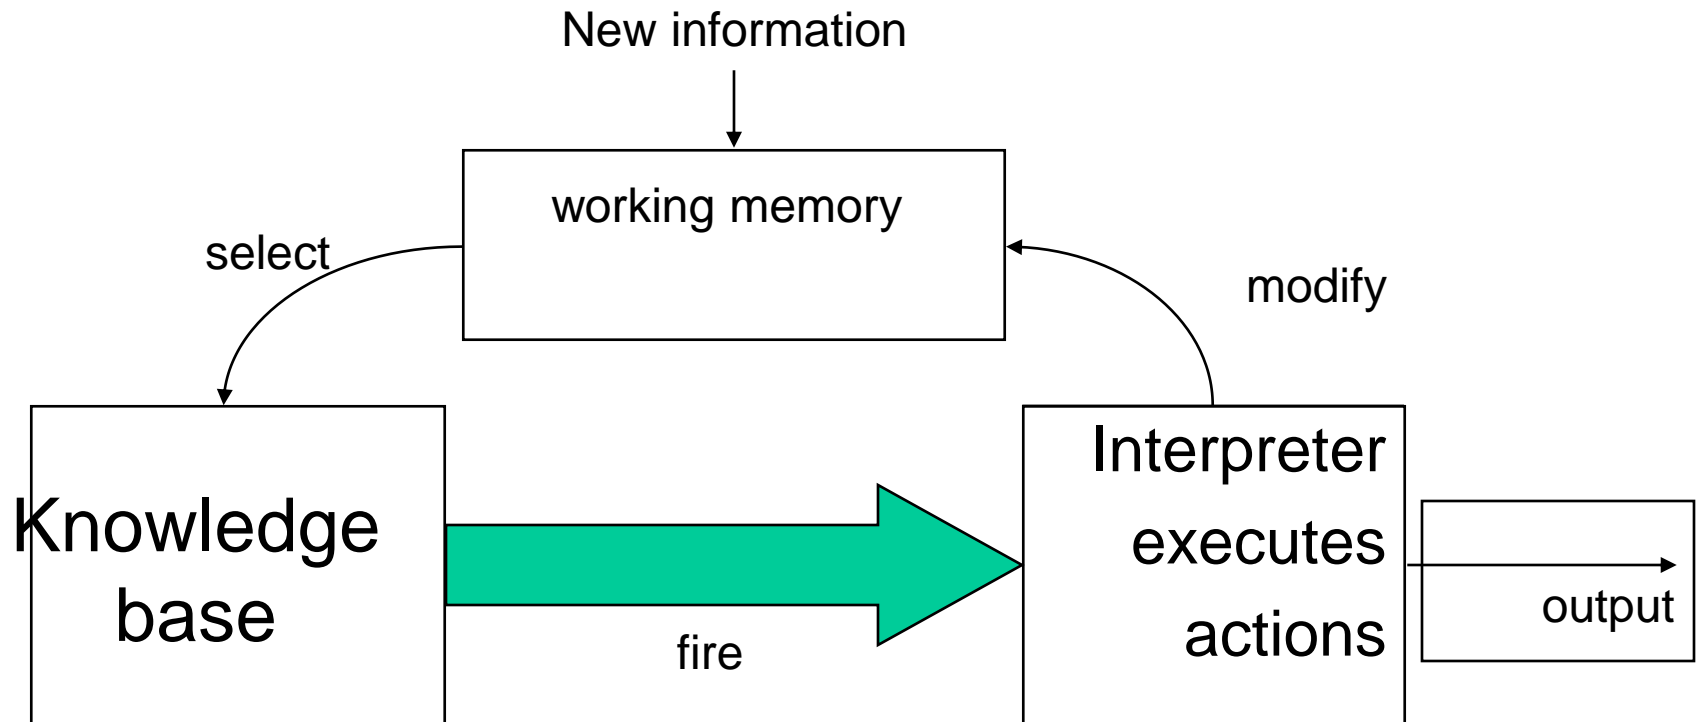 New information
working memory
select
modify
Knowledge
base
fire
Interpreter
executes
actions
output